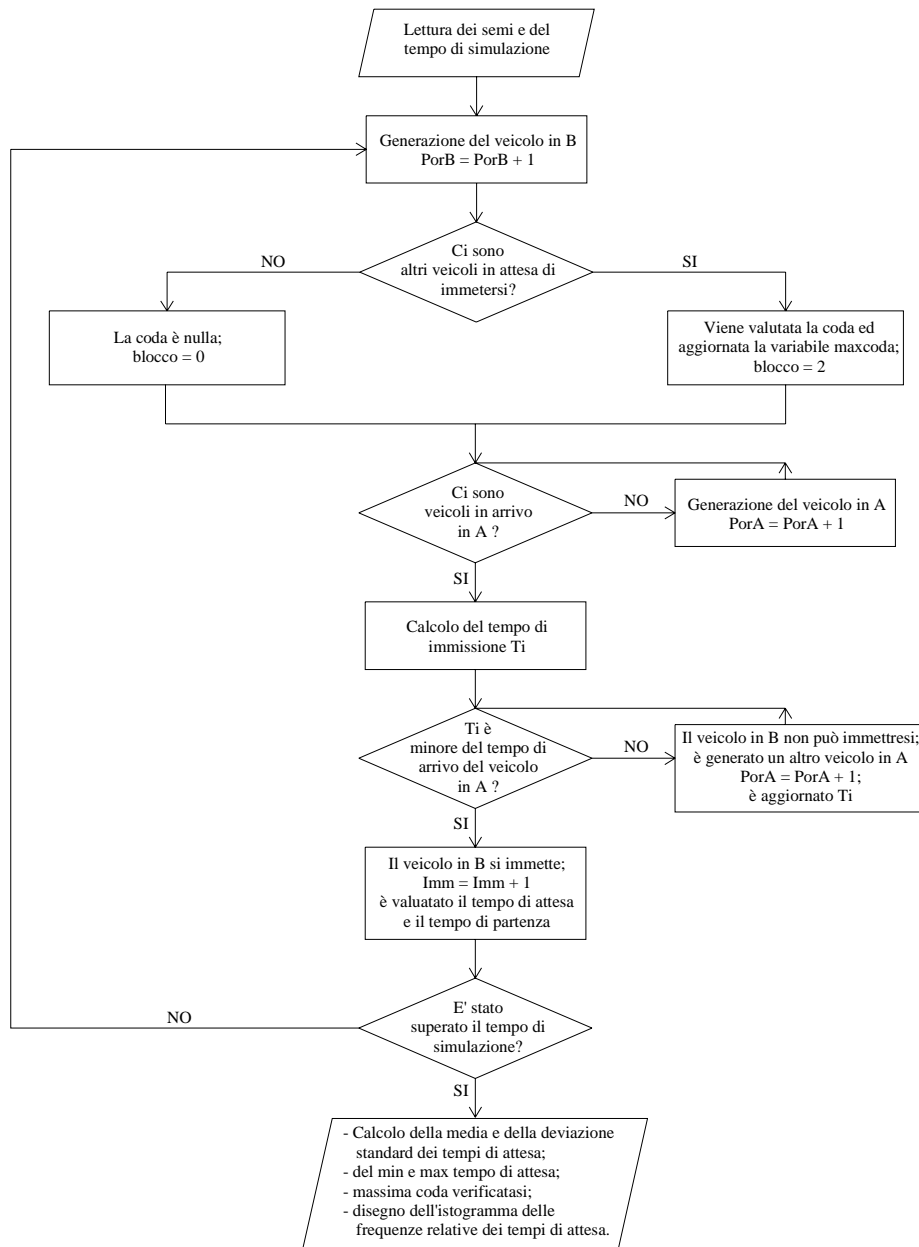 Lettura dei semi e del
tempo di simulazione
Generazione del veicolo in B
PorB = PorB + 1
Ci sono
altri veicoli in attesa di
immetersi?
NO
SI
La coda è nulla;
blocco = 0
Viene valutata la coda ed
aggiornata la variabile maxcoda;
blocco = 2
Ci sono
veicoli in arrivo
in A ?
NO
Generazione del veicolo in A
PorA = PorA + 1
SI
Calcolo del tempo di
immissione Ti
Ti è
minore del tempo di
arrivo del veicolo
in A ?
NO
Il veicolo in B non può immettresi;
è generato un altro veicolo in A
PorA = PorA + 1;
è aggiornato Ti
SI
Il veicolo in B si immette;
Imm = Imm + 1
è valuatato il tempo di attesa
e il tempo di partenza
E' stato
superato il tempo di
simulazione?
NO
SI
- Calcolo della media e della deviazione
standard dei tempi di attesa;
- del min e max tempo di attesa;
- massima coda verificatasi;
- disegno dell'istogramma delle
frequenze relative dei tempi di attesa.